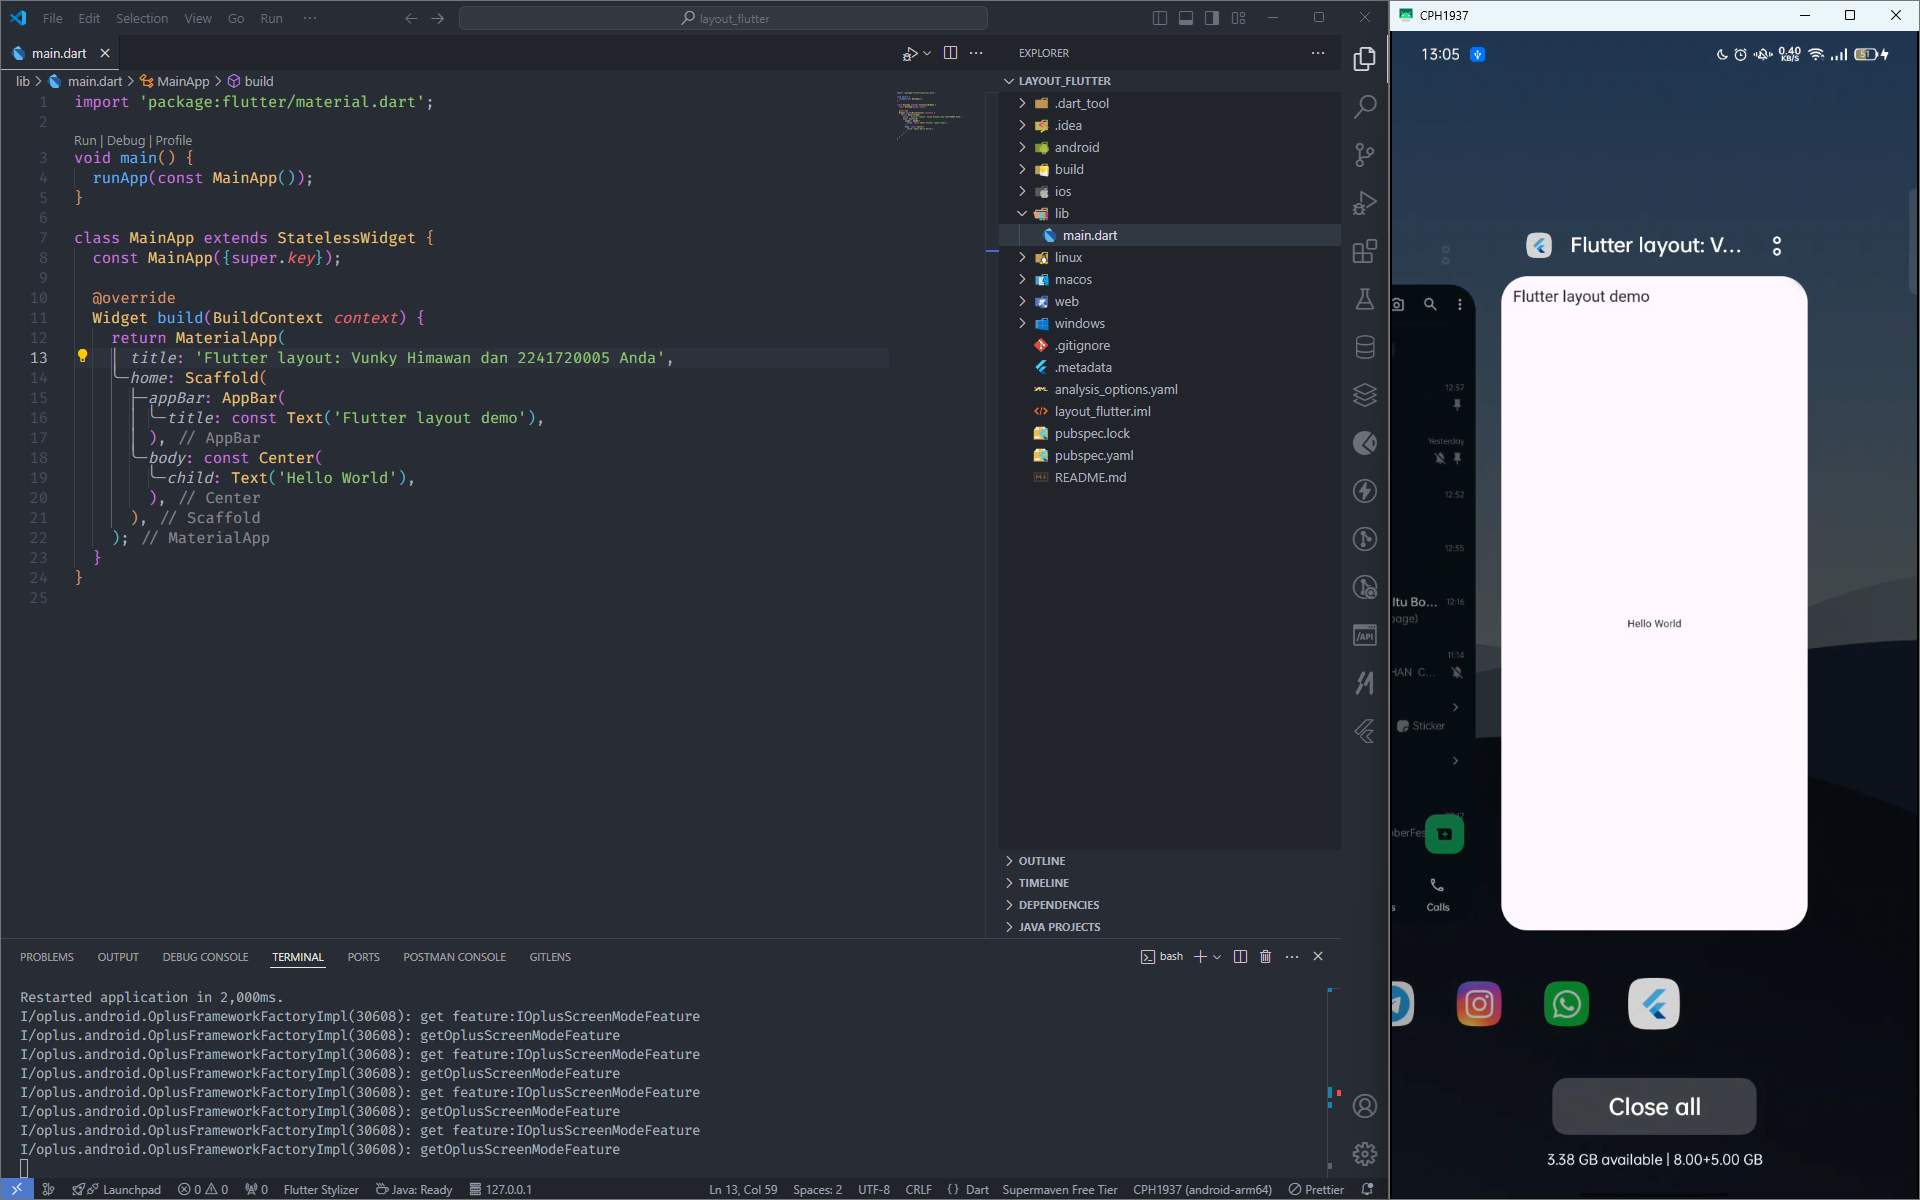 File Edit Selection View Go Run ···
layout_flutter
main.dart
lib > main.dart > MainApp > build
1 import 'package:flutter/material.dart';
2
Run | Debug | Profile
3 void main() {
4 runApp(const MainApp());
5 }
6
7 class MainApp extends StatelessWidget {
8 const MainApp({super.key});
9
10 @override
11 Widget build(BuildContext context) {
12 return MaterialApp(
13 title: 'Flutter layout: Vunky Himawan dan 2241720005 Anda',
14 home: Scaffold(
15 appBar: AppBar(
16 title: const Text('Flutter layout demo'),
17 ), // AppBar
18 body: const Center(
19 child: Text('Hello World'),
20 ), // Center
21 ), // Scaffold
22 ); // MaterialApp
23 }
24 }
25
EXPLORER
LAYOUT_FLUTTER
.dart_tool
.idea
android
build
ios
lib
main.dart
linux
macos
web
windows
.gitignore
.metadata
analysis_options.yaml
layout_flutter.iml
pubspec.lock
pubspec.yaml
README.md
OUTLINE
TIMELINE
DEPENDENCIES
JAVA PROJECTS
PROBLEMS OUTPUT DEBUG CONSOLE TERMINAL PORTS POSTMAN CONSOLE GITLENS
bash
Restarted application in 2,000ms.
I/oplus.android.OplusFrameworkFactoryImpl(30608): get feature:IOplusScreenModeFeature
I/oplus.android.OplusFrameworkFactoryImpl(30608): getOplusScreenModeFeature
I/oplus.android.OplusFrameworkFactoryImpl(30608): get feature:IOplusScreenModeFeature
I/oplus.android.OplusFrameworkFactoryImpl(30608): getOplusScreenModeFeature
I/oplus.android.OplusFrameworkFactoryImpl(30608): get feature:IOplusScreenModeFeature
I/oplus.android.OplusFrameworkFactoryImpl(30608): getOplusScreenModeFeature
I/oplus.android.OplusFrameworkFactoryImpl(30608): get feature:IOplusScreenModeFeature
I/oplus.android.OplusFrameworkFactoryImpl(30608): getOplusScreenModeFeature
Launchpad 0 0 0 Flutter Stylizer Java: Ready 127.0.0.1 Ln 13, Col 59 Spaces: 2 UTF-8 CRLF {} Dart Supermaven Free Tier CPH1937 (android-arm64) Prettier
/API
CPH1937
13:05 0.40 KB/S 51
Flutter layout: V...
Flutter layout demo
Hello World
12:37
Yesterday
12:52
12:55
ltu Bo... 12:16
page)
11:14
HAN C...
Sticker
berFes
Calls
Close all
3.38 GB available | 8.00+5.00 GB